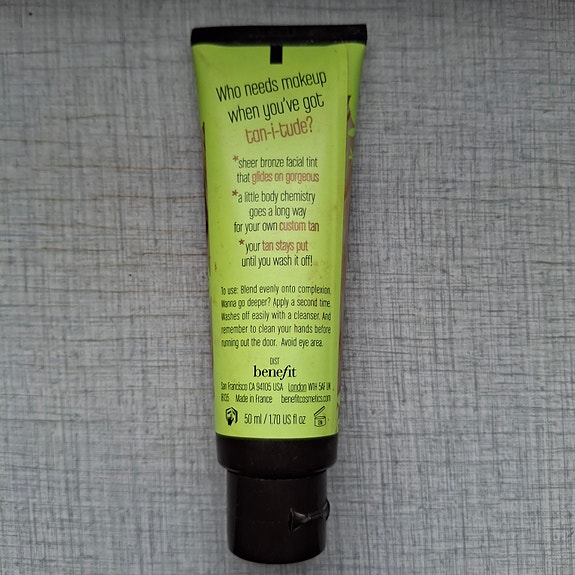 Who needs makeup
when you've got
tan-i-tude?
*sheer bronze facial tint
that glides on gorgeous
*a little body chemistry
goes a long way
for your own custom tan
*your tan stays put
until you wash it off!
To use: Blend evenly onto complexion.
Wanna go deeper? Apply a second time.
Washes off easily with a cleanser. And
remember to clean your hands before
running out the door. Avoid eye area.
DIST
benefit
San Francisco CA 94105 USA London W1H 5AF UK
Made in France benefitcosmetics.com
50 ml / 1.70 US fl oz